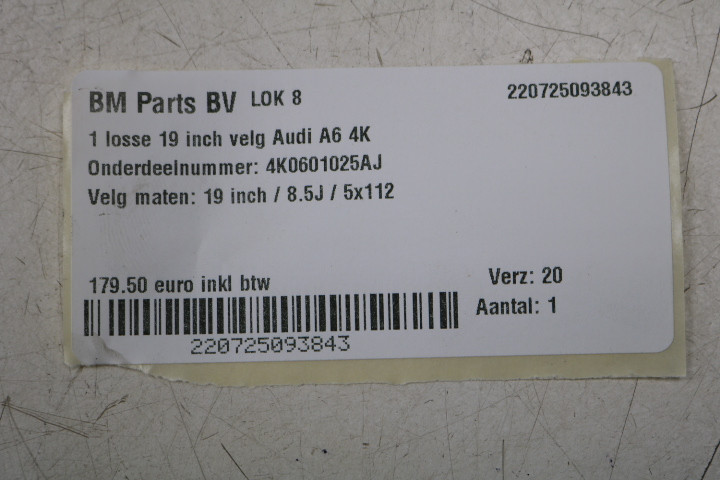 BM Parts BV LOK 8 220725093843
1 losse 19 inch velg Audi A6 4K
Onderdeelnummer: 4K0601025AJ
Velg maten: 19 inch / 8.5J / 5x112
179.50 euro inkl btw Verz: 20
Aantal: 1
220725093843